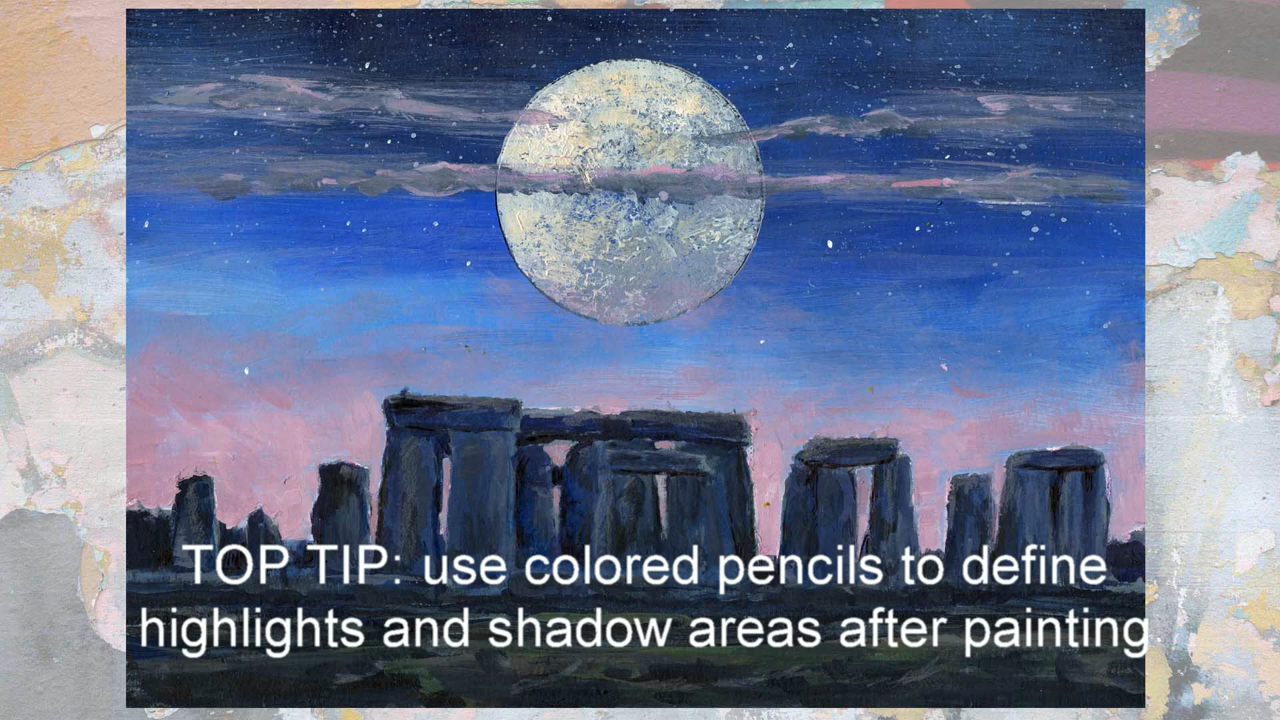 TOP TIP: use colored pencils to define
highlights and shadow areas after painting